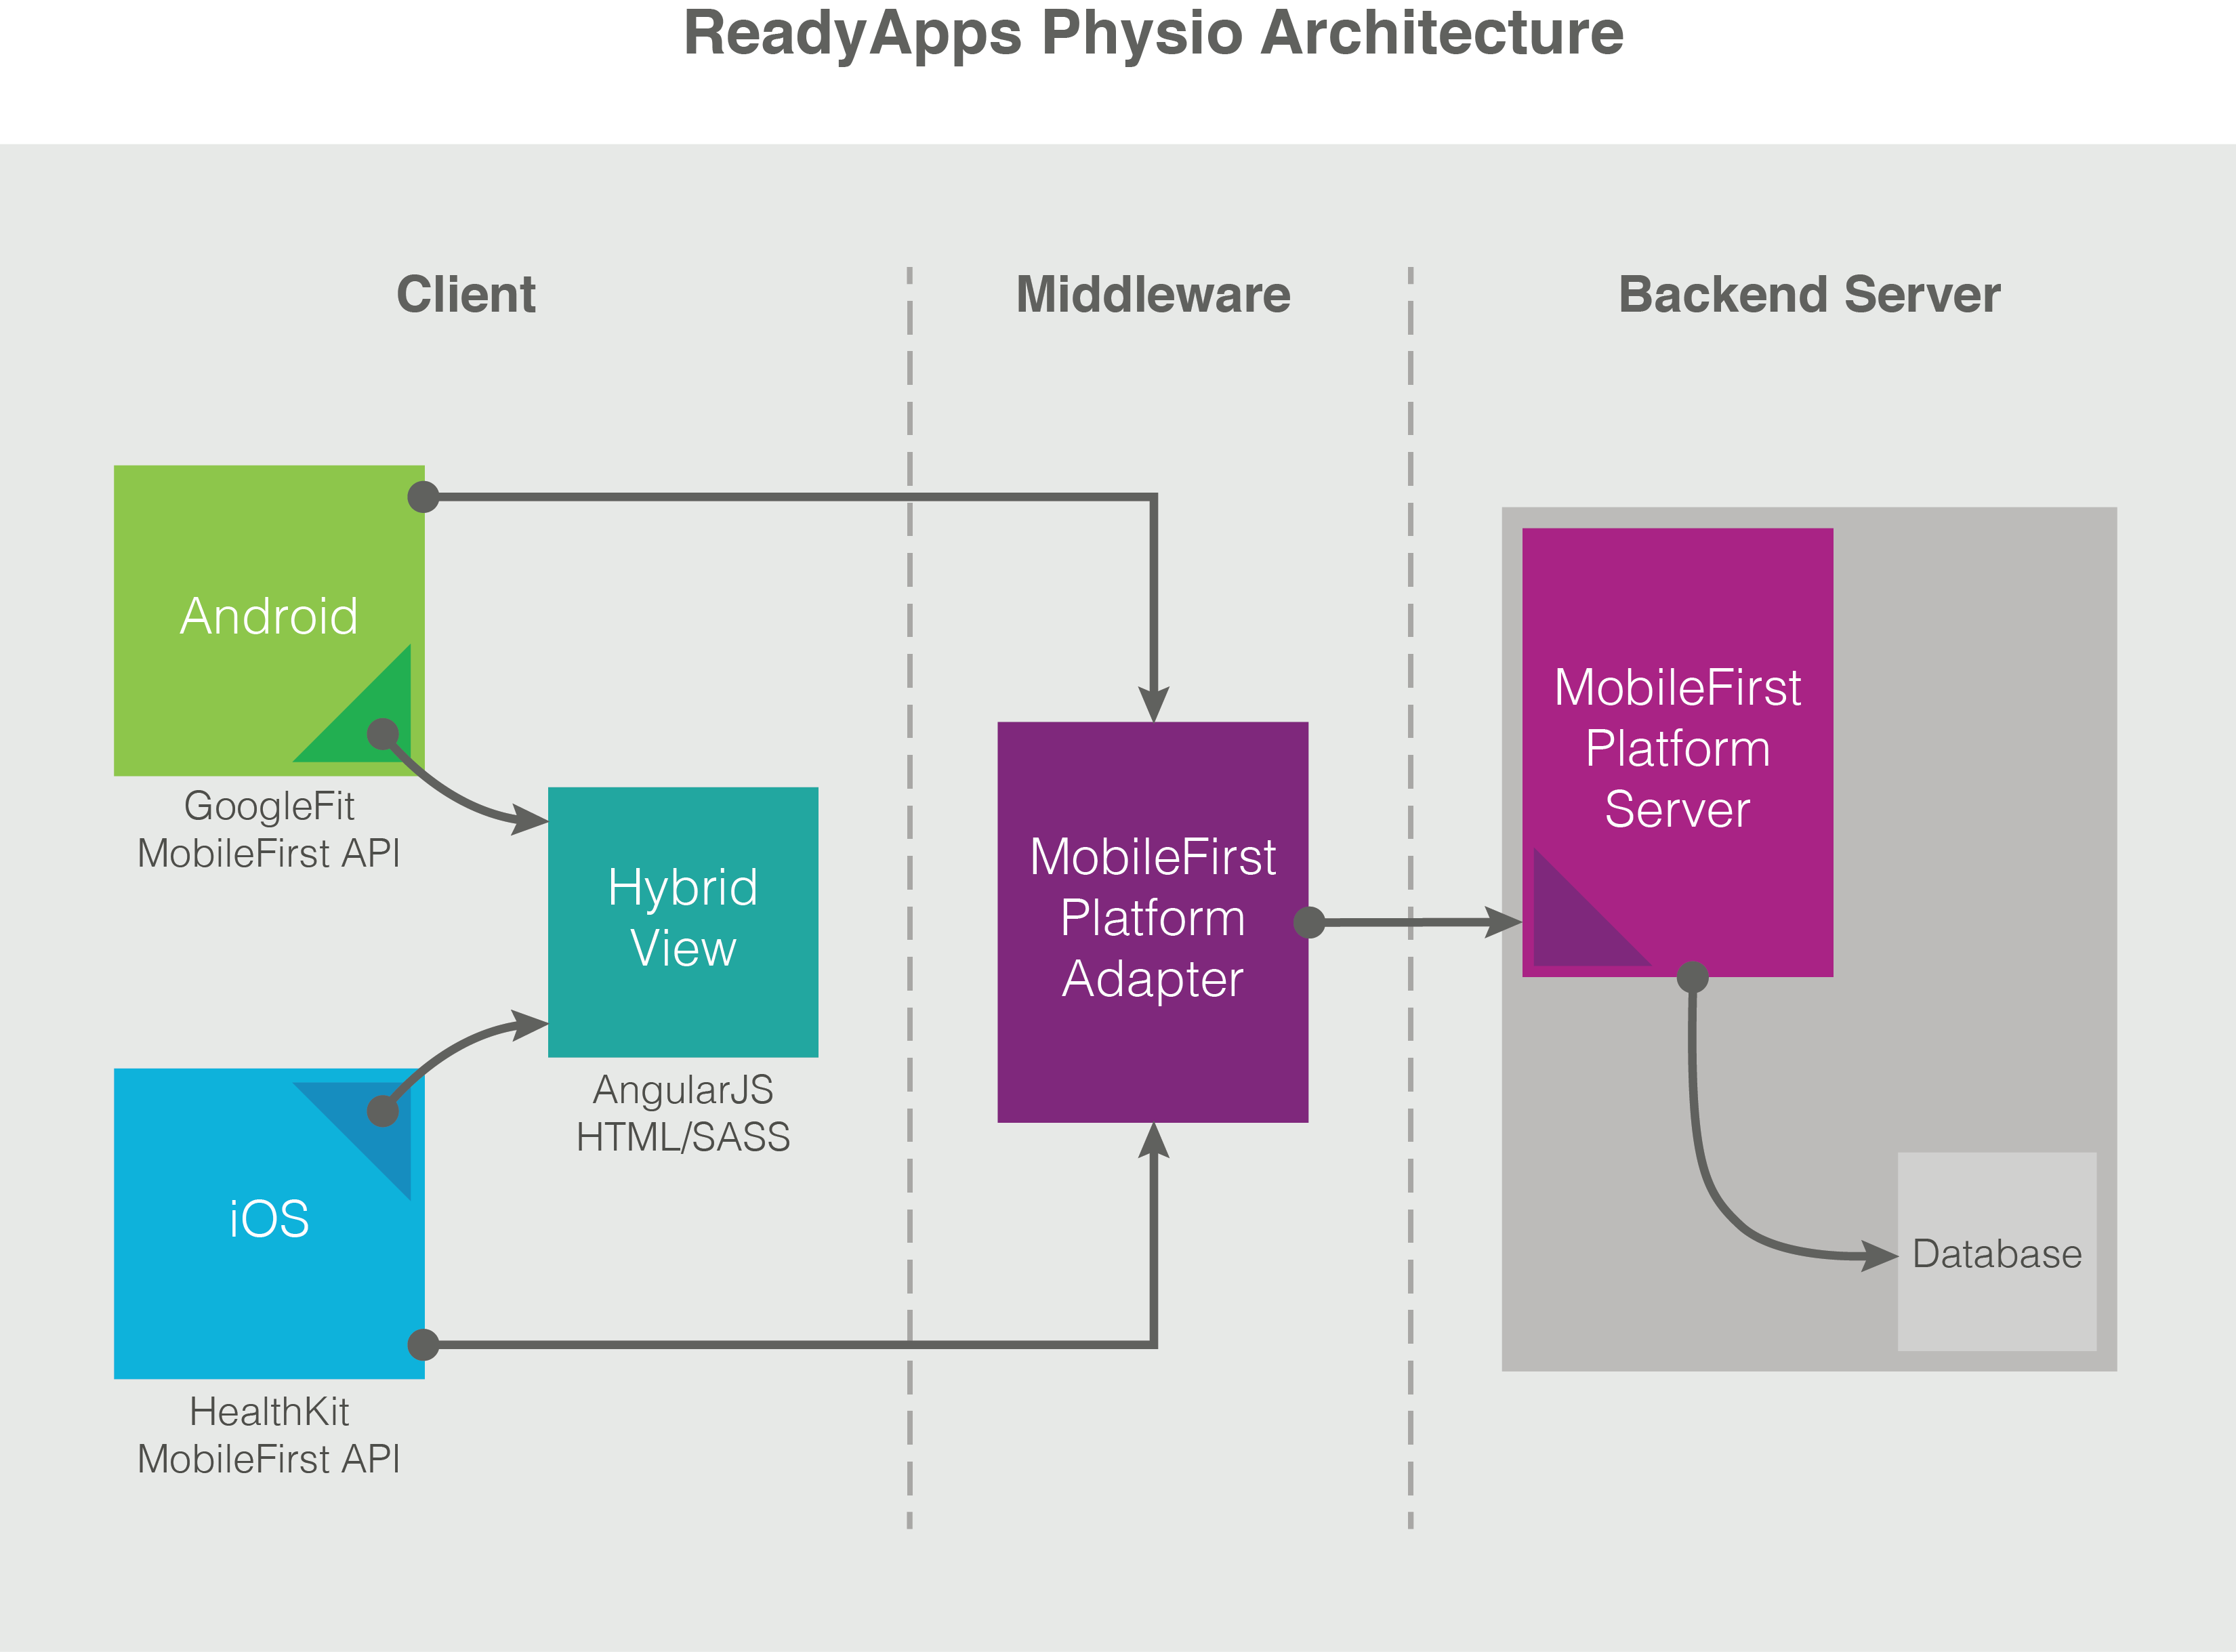 ReadyApps Physio Architecture
Client
Middleware
Backend Server
Android
GoogleFit
MobileFirst API
Hybrid
View
AngularJS
HTML/SASS
iOS
HealthKit
MobileFirst API
MobileFirst
Platform
Adapter
MobileFirst
Platform
Server
Database